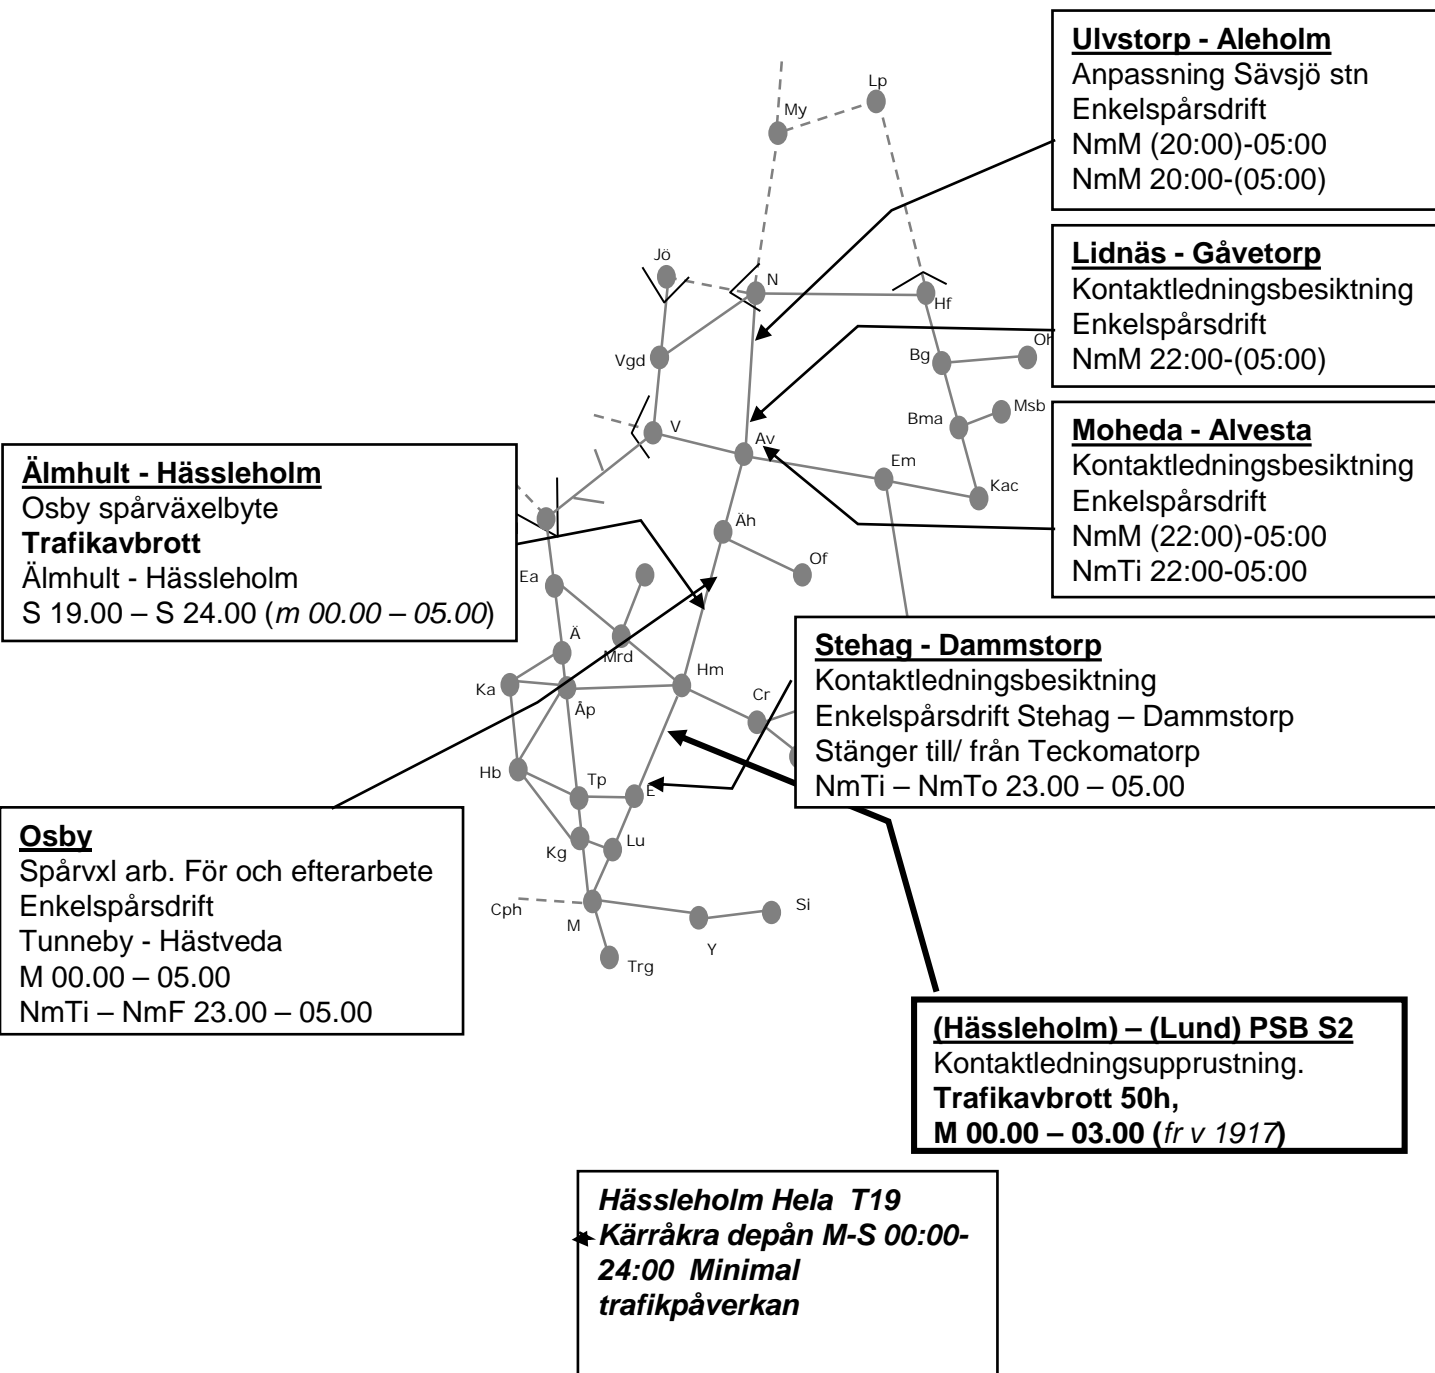 Ulvstorp - Aleholm
Anpassning Sävsjö stn
Enkelspårsdrift
NmM (20:00)-05:00
NmM 20:00-(05:00)
Lidnäs - Gåvetorp
Kontaktledningsbesiktning
Enkelspårsdrift
NmM 22:00-(05:00)
Moheda - Alvesta
Kontaktledningsbesiktning
Enkelspårsdrift
NmM (22:00)-05:00
NmTi 22:00-05:00
Älmhult - Hässleholm
Osby spårväxelbyte
Trafikavbrott
Älmhult - Hässleholm
S 19.00 – S 24.00 (m 00.00 – 05.00)
Stehag - Dammstorp
Kontaktledningsbesiktning
Enkelspårsdrift Stehag – Dammstorp
Stänger till/ från Teckomatorp
NmTi – NmTo 23.00 – 05.00
Osby
Spårvxl arb. För och efterarbete
Enkelspårsdrift
Tunneby - Hästveda
M 00.00 – 05.00
NmTi – NmF 23.00 – 05.00
(Hässleholm) – (Lund) PSB S2
Kontaktledningsupprustning.
Trafikavbrott 50h,
M 00.00 – 03.00 (fr v 1917)
Hässleholm Hela T19
Kärråkra depån M-S 00:00-
24:00 Minimal
trafikpåverkan
Lp
My
Jö
N
Hf
Vgd
Bg
Msb
Bma
V
Av
Em
Kac
Äh
Of
Ea
Ä
Mrd
Hm
Ka
Åp
Cr
Hb
Tp
E
Kg
Lu
Cph
M
Si
Y
Trg